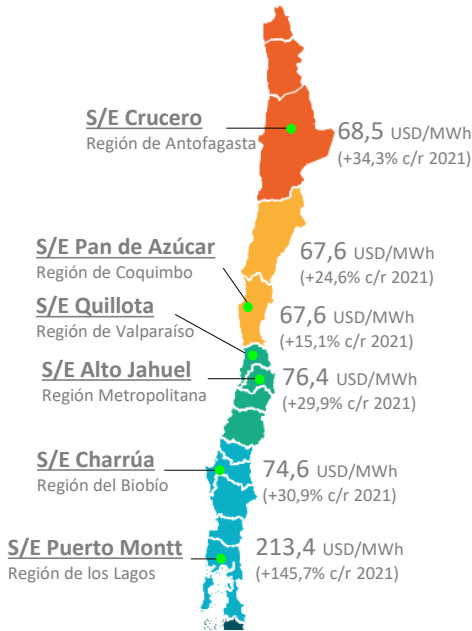 S/E Crucero
Región de Antofagasta
68,5 USD/MWh
(+34,3% c/r 2021)
S/E Pan de Azúcar
Región de Coquimbo
67,6 USD/MWh
(+24,6% c/r 2021)
S/E Quillota
Región de Valparaíso
67,6 USD/MWh
(+15,1% c/r 2021)
S/E Alto Jahuel
Región Metropolitana
76,4 USD/MWh
(+29,9% c/r 2021)
S/E Charrúa
Región del Biobío
74,6 USD/MWh
(+30,9% c/r 2021)
S/E Puerto Montt
Región de los Lagos
213,4 USD/MWh
(+145,7% c/r 2021)